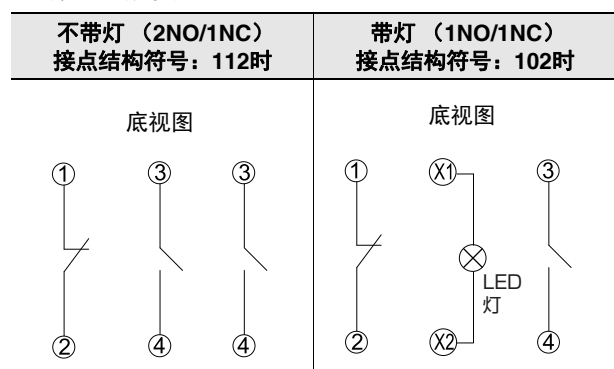 不带灯 （2NO/1NC）
接点结构符号：112时
带灯 （1NO/1NC）
接点结构符号：102时
底视图
① ③ ③
② ④ ④
底视图
① X1 ③
LED
灯
② X2 ④